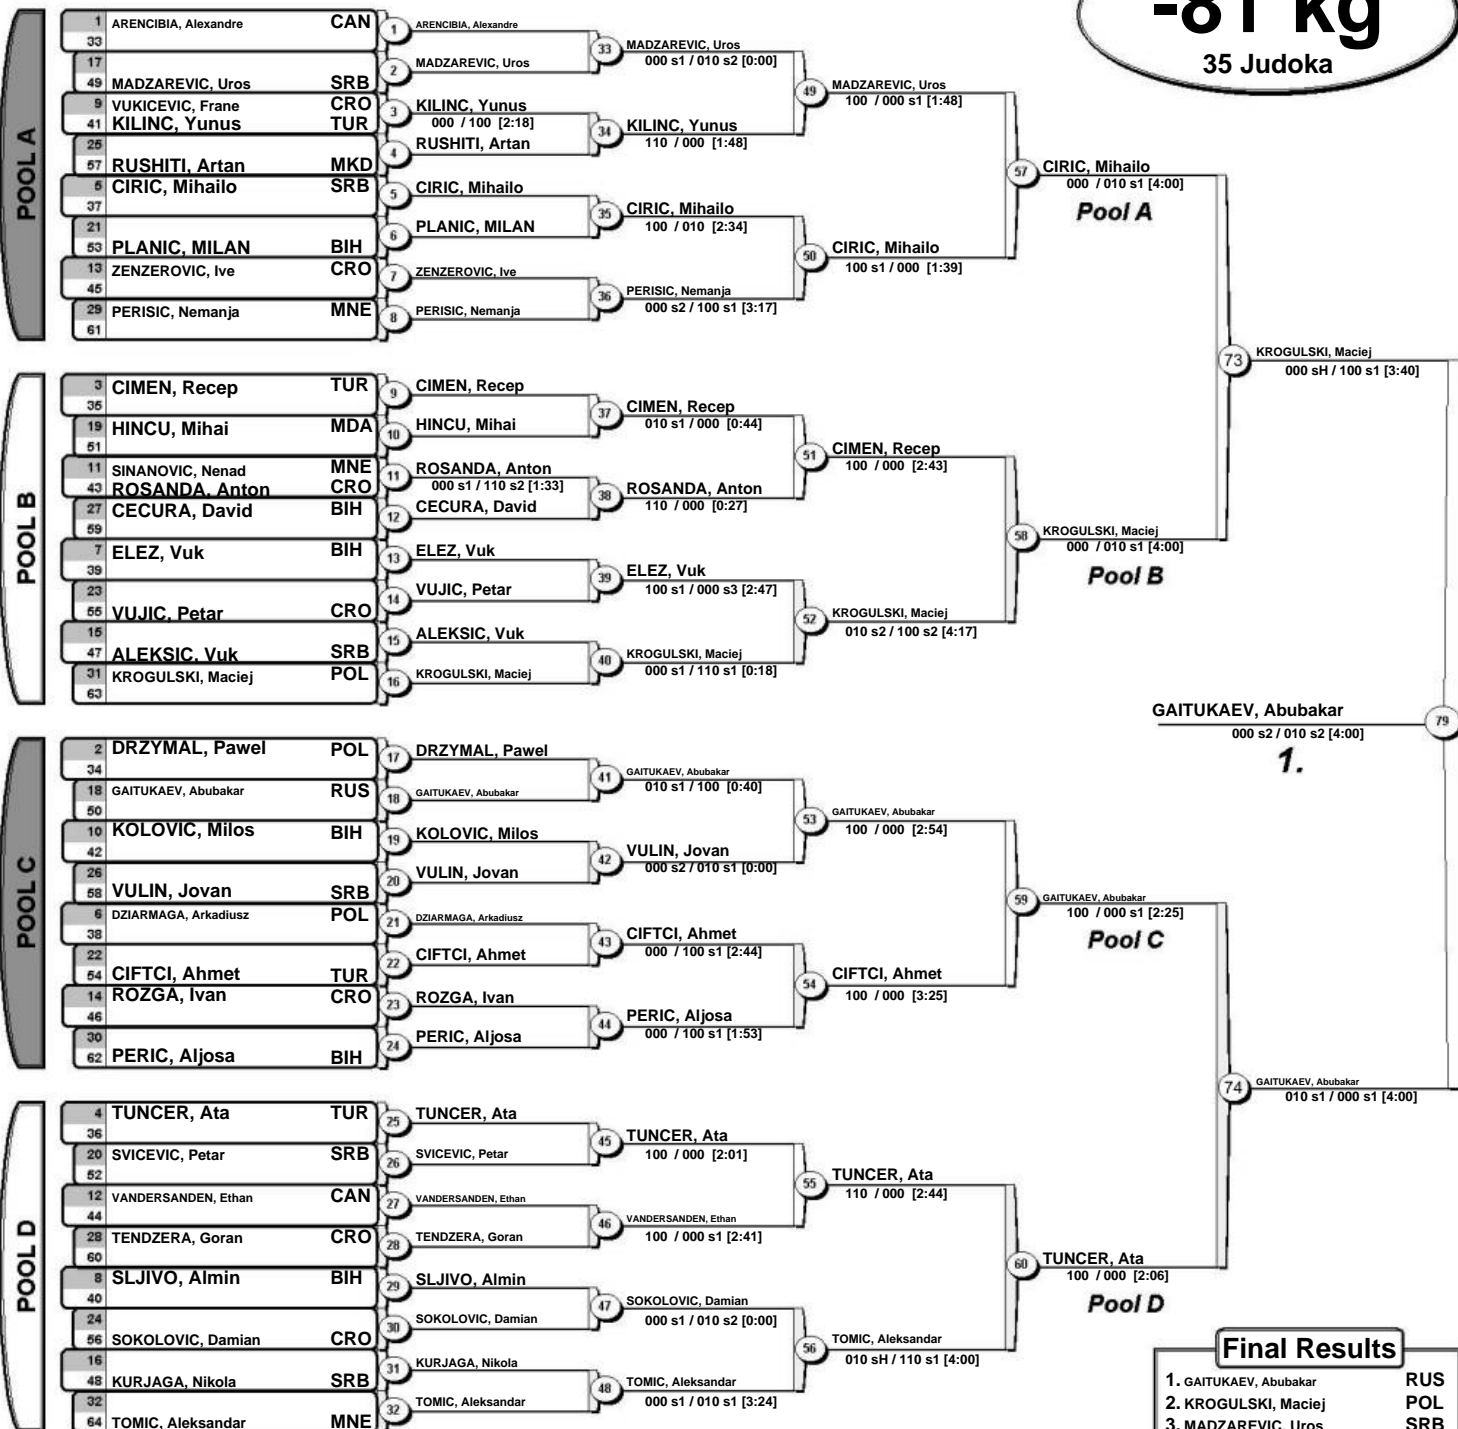 -81 kg
35 Judoka
POOL A
1 ARENCIBIA, Alexandre CAN
33
17
49 MADZAREVIC, Uros SRB
9 VUKICEVIC, Frane CRO
41 KILINC, Yunus TUR
25
57 RUSHITI, Artan MKD
5 CIRIC, Mihailo SRB
37
21
53 PLANIC, MILAN BIH
13 ZENZEROVIC, Ive CRO
45
29 PERISIC, Nemanja MNE
61
1 ARENCIBIA, Alexandre
2 MADZAREVIC, Uros
3 KILINC, Yunus
000 / 100 [2:18]
4 RUSHITI, Artan
5 CIRIC, Mihailo
6 PLANIC, MILAN
7 ZENZEROVIC, Ive
8 PERISIC, Nemanja
33 MADZAREVIC, Uros
000 s1 / 010 s2 [0:00]
34 KILINC, Yunus
110 / 000 [1:48]
35 CIRIC, Mihailo
100 / 010 [2:34]
36 PERISIC, Nemanja
000 s2 / 100 s1 [3:17]
49 MADZAREVIC, Uros
100 / 000 s1 [1:48]
50 CIRIC, Mihailo
100 s1 / 000 [1:39]
57 CIRIC, Mihailo
000 / 010 s1 [4:00]
Pool A
POOL B
3 CIMEN, Recep TUR
35
19 HINCU, Mihai MDA
51
11 SINANOVIC, Nenad MNE
43 ROSANDA, Anton CRO
27 CECURA, David BIH
59
7 ELEZ, Vuk BIH
39
23
55 VUJIC, Petar CRO
15
47 ALEKSIC, Vuk SRB
31 KROGULSKI, Maciej POL
63
9 CIMEN, Recep
10 HINCU, Mihai
11 ROSANDA, Anton
000 s1 / 110 s2 [1:33]
12 CECURA, David
13 ELEZ, Vuk
14 VUJIC, Petar
15 ALEKSIC, Vuk
16 KROGULSKI, Maciej
37 CIMEN, Recep
010 s1 / 000 [0:44]
38 ROSANDA, Anton
110 / 000 [0:27]
39 ELEZ, Vuk
100 s1 / 000 s3 [2:47]
40 KROGULSKI, Maciej
000 s1 / 110 s1 [0:18]
51 CIMEN, Recep
100 / 000 [2:43]
52 KROGULSKI, Maciej
010 s2 / 100 s2 [4:17]
58 KROGULSKI, Maciej
000 / 010 s1 [4:00]
Pool B
73 KROGULSKI, Maciej
000 sH / 100 s1 [3:40]
GAITUKAEV, Abubakar 79
000 s2 / 010 s2 [4:00]
1.
POOL C
2 DRZYMAL, Pawel POL
34
18 GAITUKAEV, Abubakar RUS
50
10 KOLOVIC, Milos BIH
42
26
58 VULIN, Jovan SRB
6 DZIARMAGA, Arkadiusz POL
38
22
54 CIFTCI, Ahmet TUR
14 ROZGA, Ivan CRO
46
30
62 PERIC, Aljosa BIH
17 DRZYMAL, Pawel
18 GAITUKAEV, Abubakar
19 KOLOVIC, Milos
20 VULIN, Jovan
21 DZIARMAGA, Arkadiusz
22 CIFTCI, Ahmet
23 ROZGA, Ivan
24 PERIC, Aljosa
41 GAITUKAEV, Abubakar
010 s1 / 100 [0:40]
42 VULIN, Jovan
000 s2 / 010 s1 [0:00]
43 CIFTCI, Ahmet
000 / 100 s1 [2:44]
44 PERIC, Aljosa
000 / 100 s1 [1:53]
53 GAITUKAEV, Abubakar
100 / 000 [2:54]
54 CIFTCI, Ahmet
100 / 000 [3:25]
59 GAITUKAEV, Abubakar
100 / 000 s1 [2:25]
Pool C
74 GAITUKAEV, Abubakar
010 s1 / 000 s1 [4:00]
POOL D
4 TUNCER, Ata TUR
36
20 SVICEVIC, Petar SRB
52
12 VANDERSANDEN, Ethan CAN
44
28 TENDZERA, Goran CRO
60
8 SLJIVO, Almin BIH
40
24
56 SOKOLOVIC, Damian CRO
16
48 KURJAGA, Nikola SRB
32
64 TOMIC, Aleksandar MNE
25 TUNCER, Ata
26 SVICEVIC, Petar
27 VANDERSANDEN, Ethan
28 TENDZERA, Goran
29 SLJIVO, Almin
30 SOKOLOVIC, Damian
31 KURJAGA, Nikola
32 TOMIC, Aleksandar
45 TUNCER, Ata
100 / 000 [2:01]
46 VANDERSANDEN, Ethan
100 / 000 s1 [2:41]
47 SOKOLOVIC, Damian
000 s1 / 010 s2 [0:00]
48 TOMIC, Aleksandar
000 s1 / 010 s1 [3:24]
55 TUNCER, Ata
110 / 000 [2:44]
56 TOMIC, Aleksandar
010 sH / 110 s1 [4:00]
60 TUNCER, Ata
100 / 000 [2:06]
Pool D
Final Results
1. GAITUKAEV, Abubakar RUS
2. KROGULSKI, Maciej POL
3. MADZAREVIC, Uros SRB